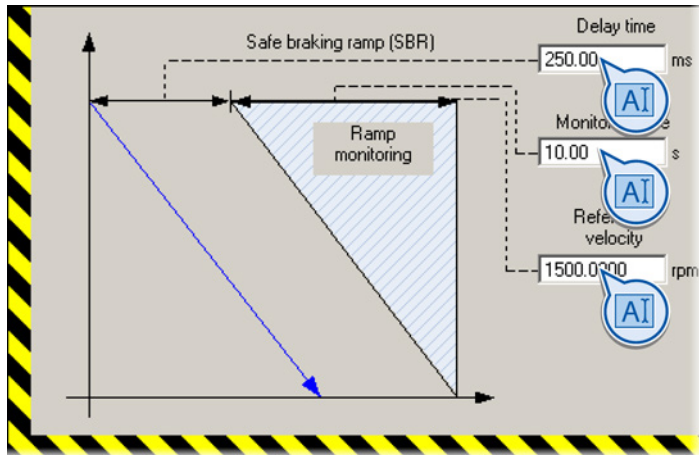 Safe braking ramp (SBR)
Delay time
250.00 ms
AI
Ramp
monitoring
10.00 s
AI
velocity
1500.0000 rpm
AI